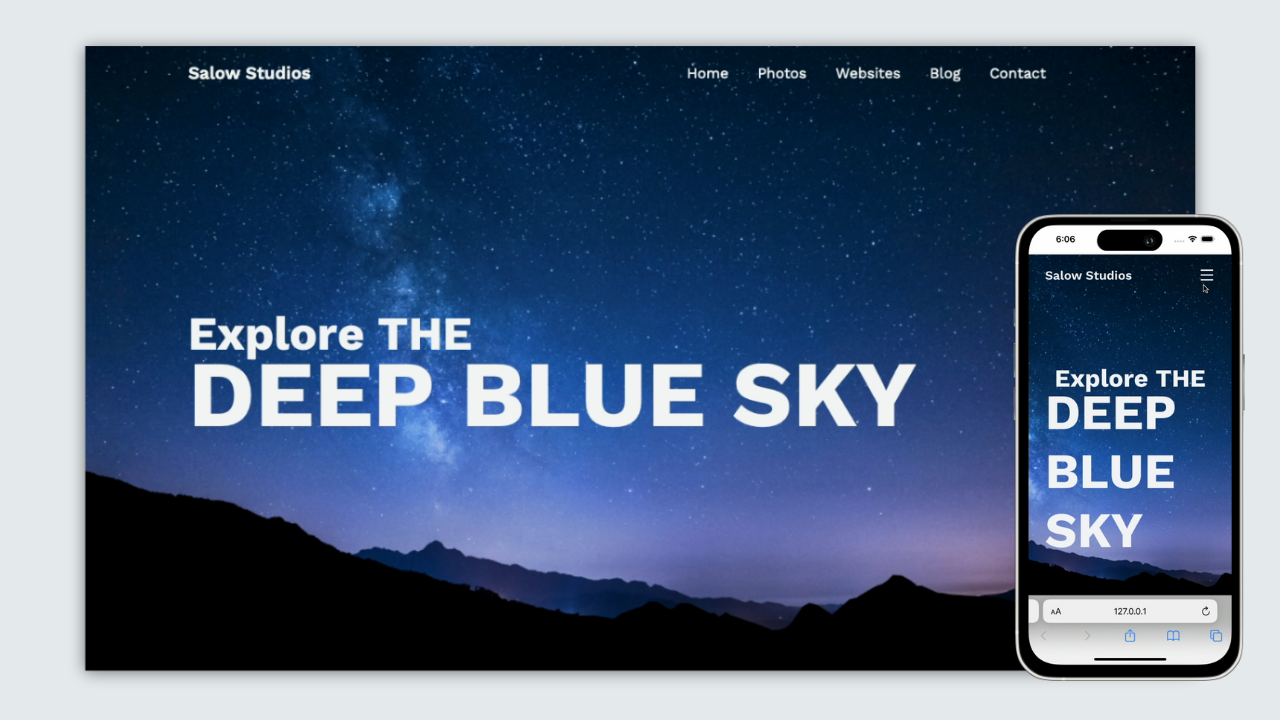 Salow Studios
Home Photos Websites Blog Contact
Explore THE
DEEP BLUE SKY
6:06
Salow Studios
Explore THE
DEEP
BLUE
SKY
AA 127.0.0.1